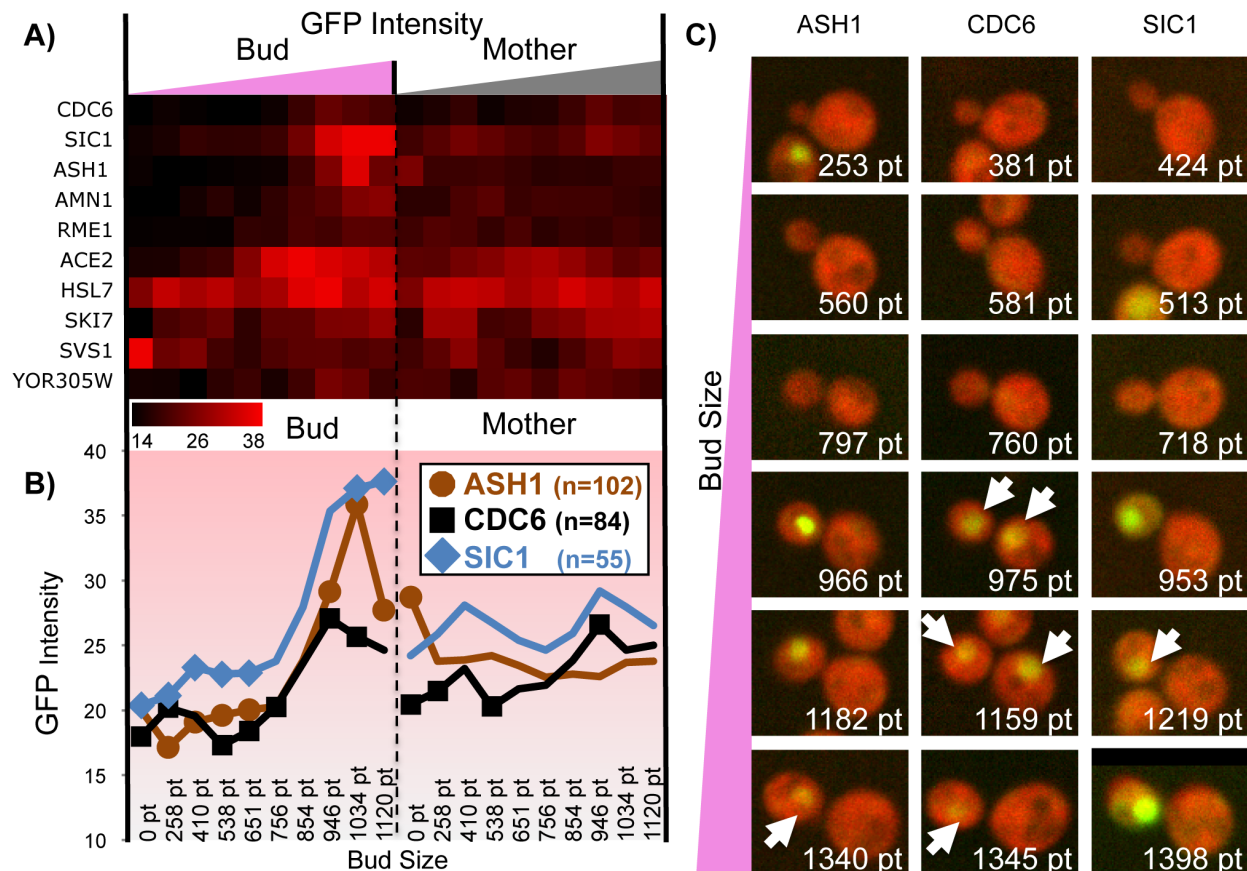 A)
GFP Intensity
Bud
Mother
CDC6
SIC1
ASH1
AMN1
RME1
ACE2
HSL7
SKI7
SVS1
YOR305W
14 26 38
Bud
Mother
B)
GFP Intensity
40
35
30
25
20
15
10
ASH1 (n=102)
CDC6 (n=84)
SIC1 (n=55)
0 pt
258 pt
410 pt
538 pt
651 pt
756 pt
854 pt
946 pt
1034 pt
1120 pt
0 pt
258 pt
410 pt
538 pt
651 pt
756 pt
854 pt
946 pt
1034 pt
1120 pt
Bud Size
C)
ASH1 CDC6 SIC1
Bud Size
253 pt 381 pt 424 pt
560 pt 581 pt 513 pt
797 pt 760 pt 718 pt
966 pt 975 pt 953 pt
1182 pt 1159 pt 1219 pt
1340 pt 1345 pt 1398 pt